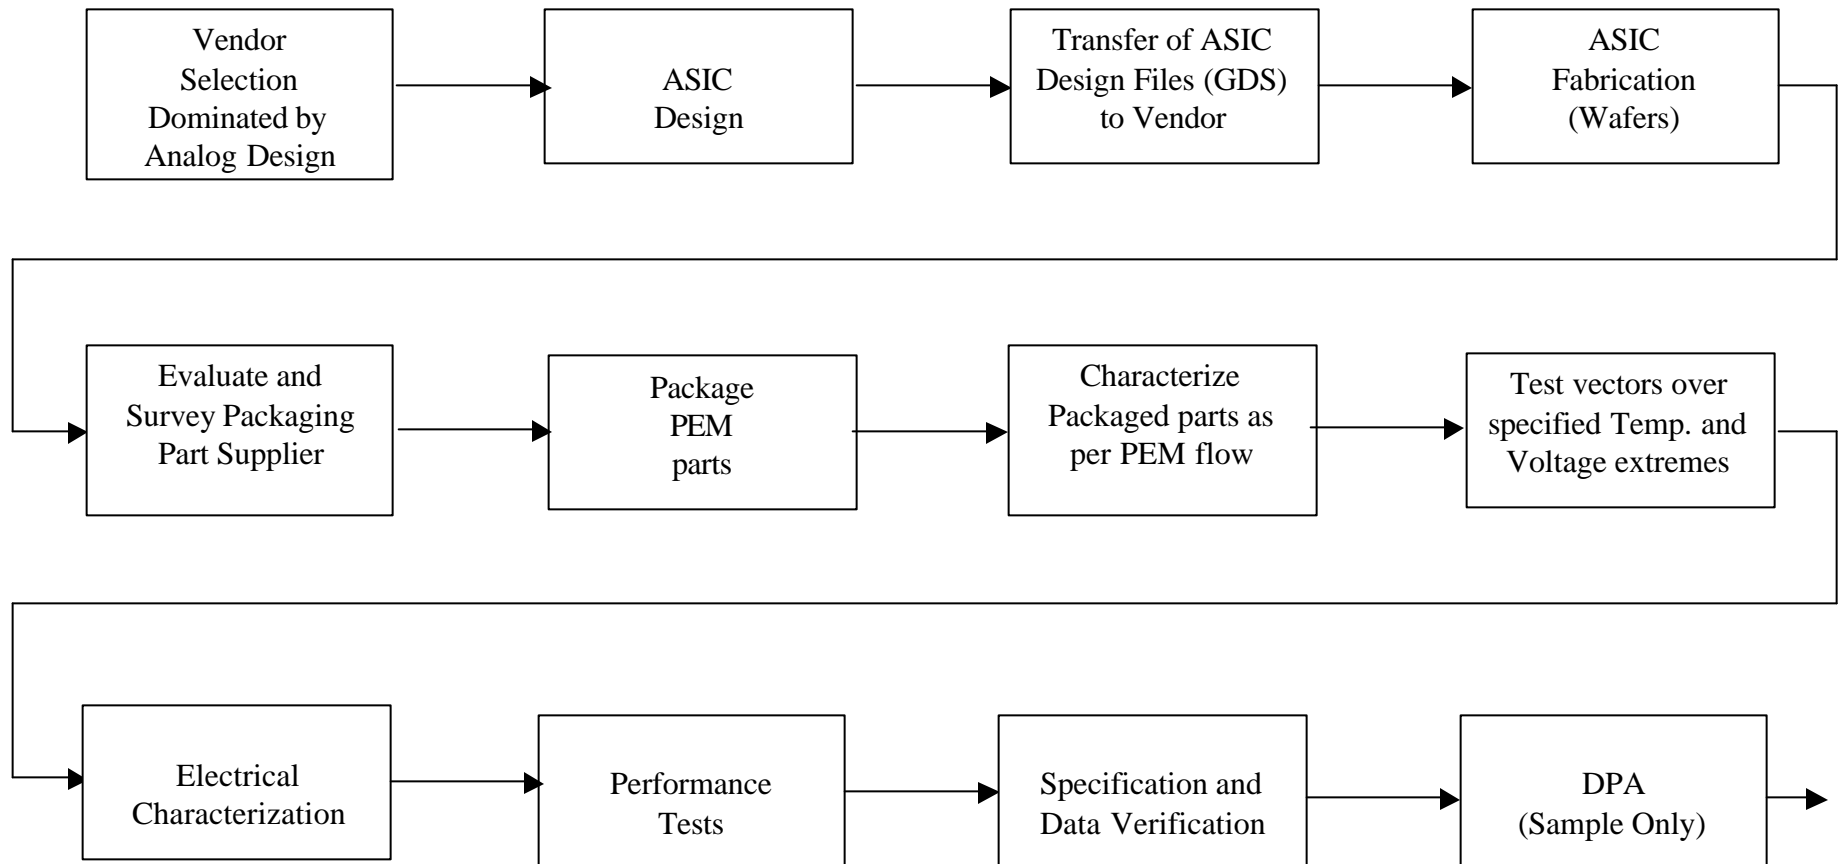 Vendor
Selection
Dominated by
Analog Design
ASIC
Design
Transfer of ASIC
Design Files (GDS)
to Vendor
ASIC
Fabrication
(Wafers)
Evaluate and
Survey Packaging
Part Supplier
Package
PEM
parts
Characterize
Packaged parts as
per PEM flow
Test vectors over
specified Temp. and
Voltage extremes
Electrical
Characterization
Performance
Tests
Specification and
Data Verification
DPA
(Sample Only)